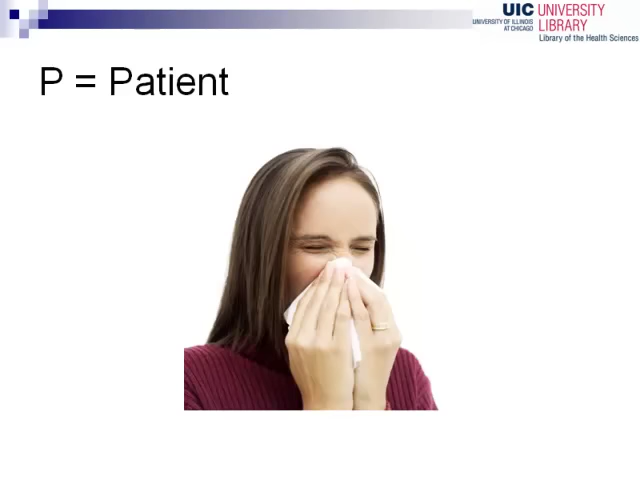 UIC UNIVERSITY
UNIVERSITY OF ILLINOIS
AT CHICAGO
LIBRARY
Library of the Health Sciences
P = Patient